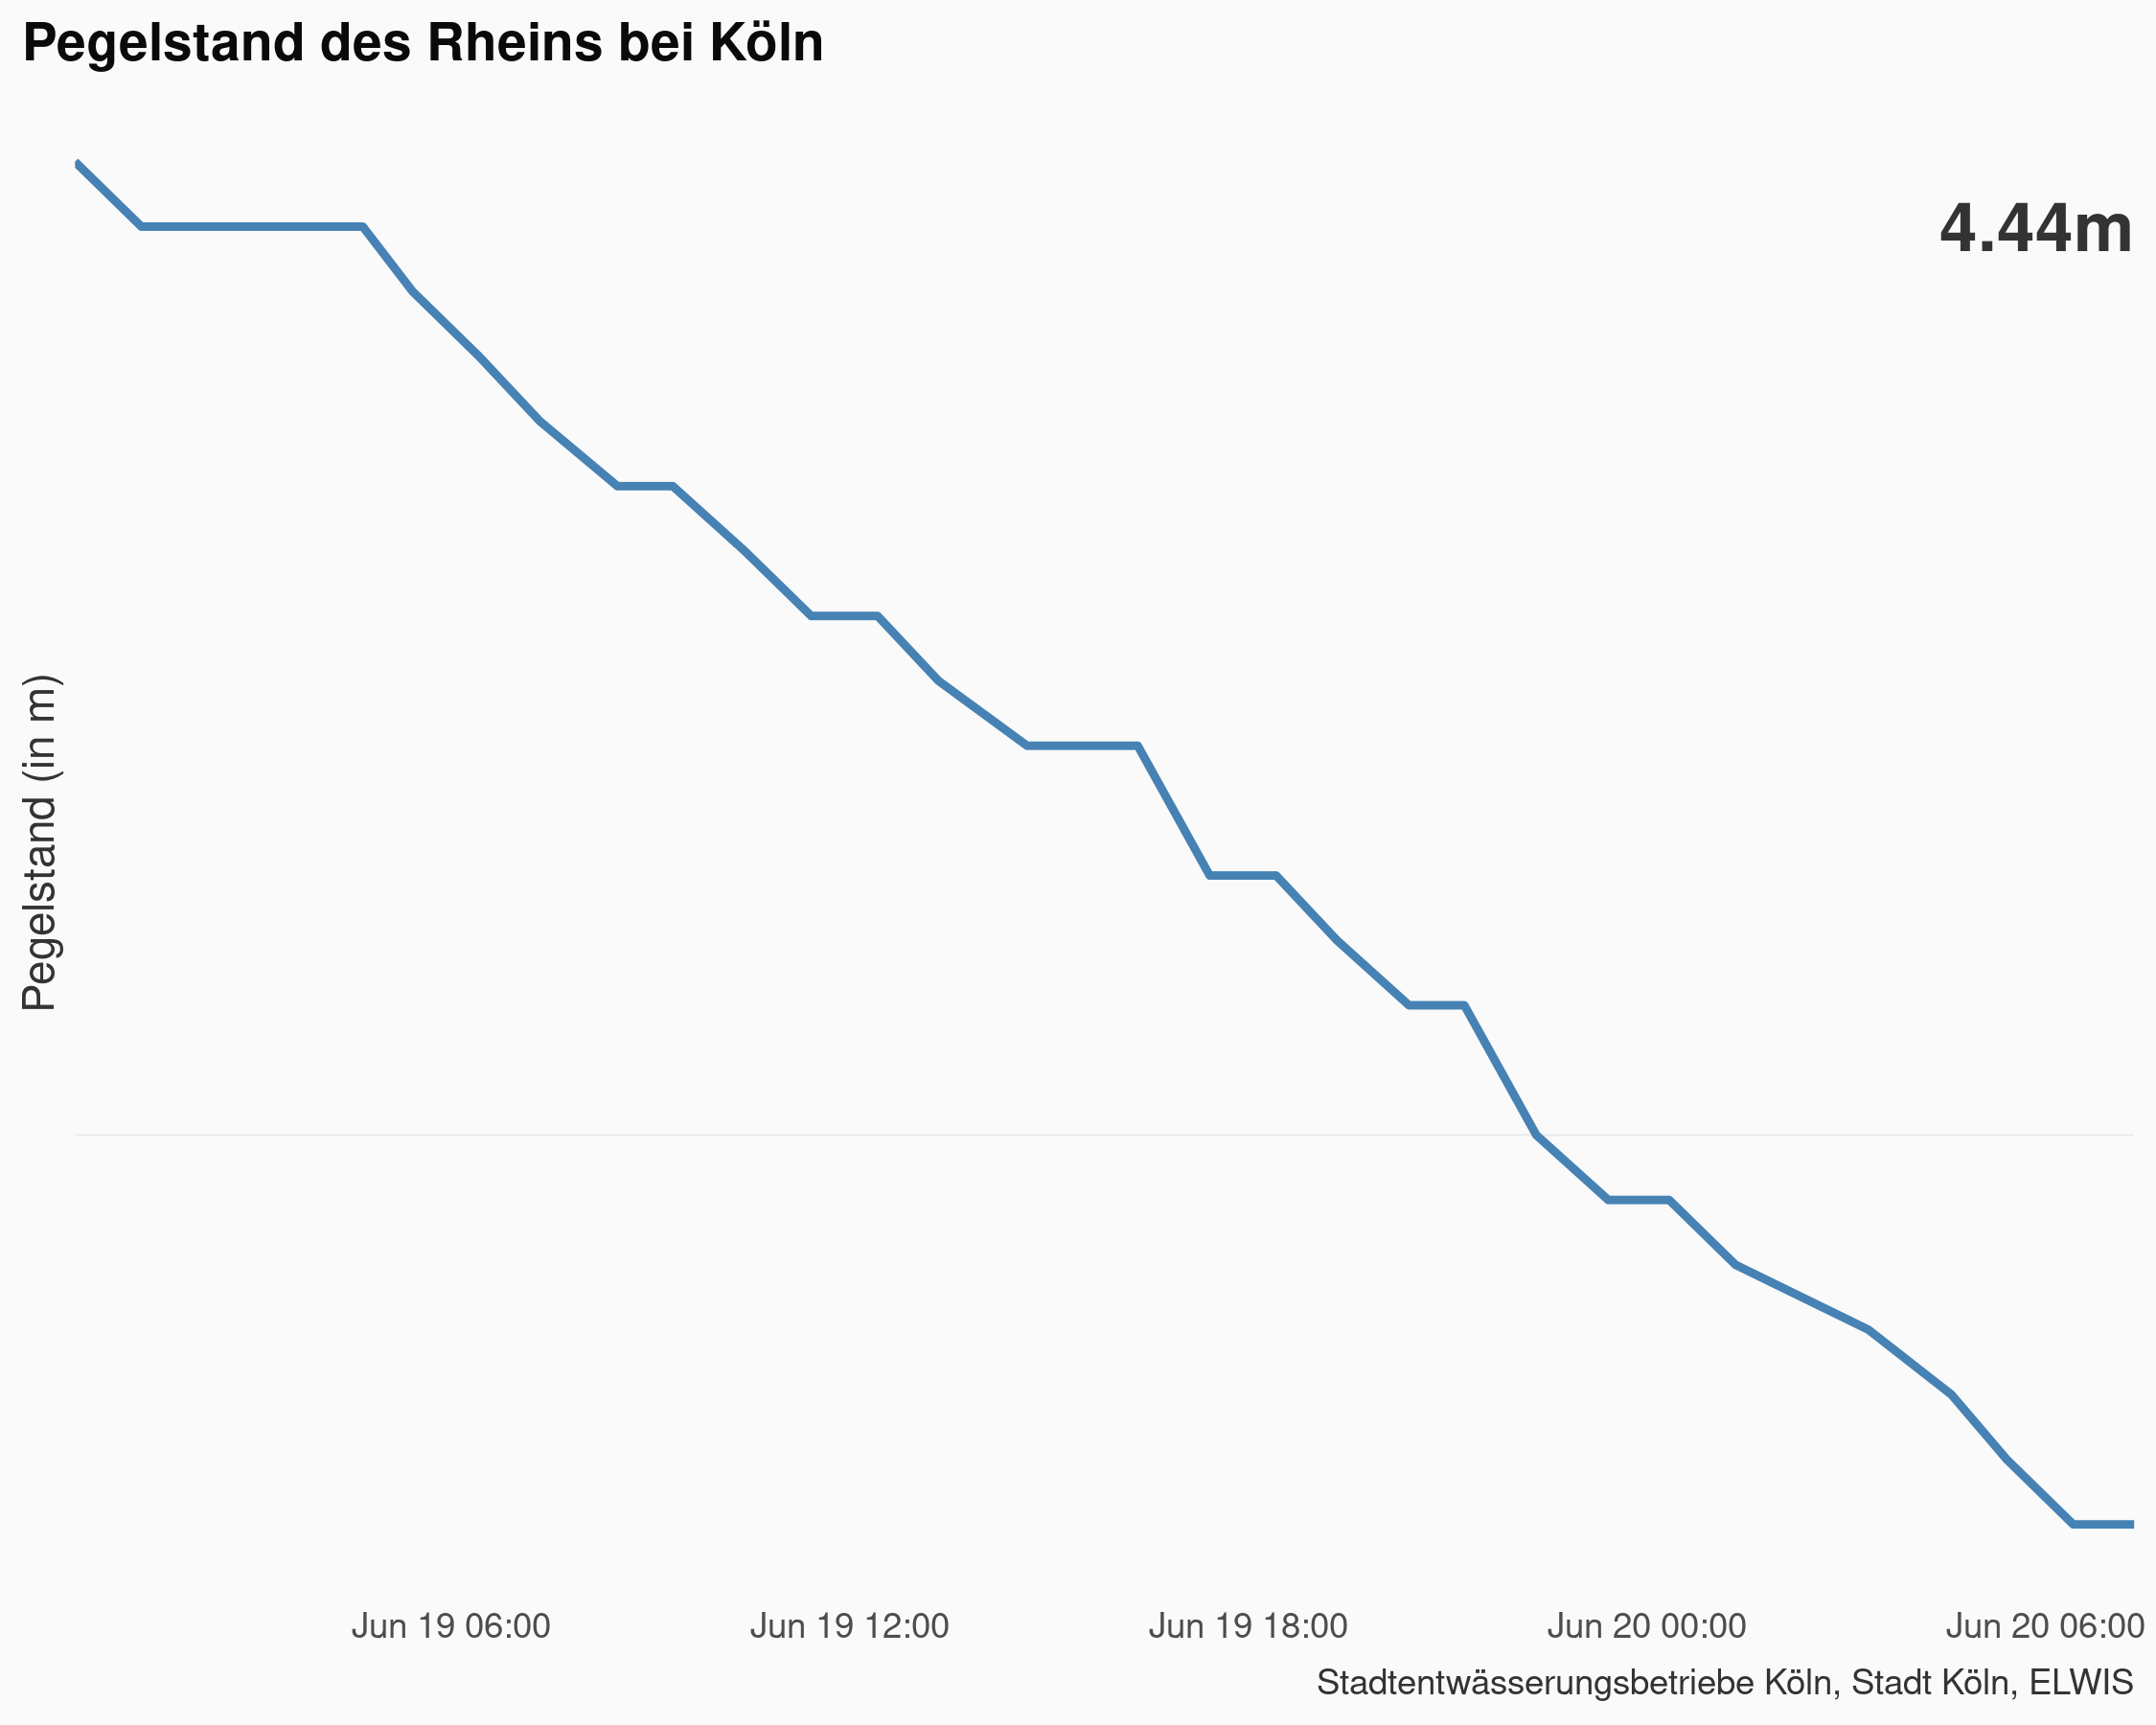 Pegelstand des Rheins bei Köln
4.44m
Pegelstand (in m)
Jun 19 06:00
Jun 19 12:00
Jun 19 18:00
Jun 20 00:00
Jun 20 06:00
Stadtentwässerungsbetriebe Köln, Stadt Köln, ELWIS